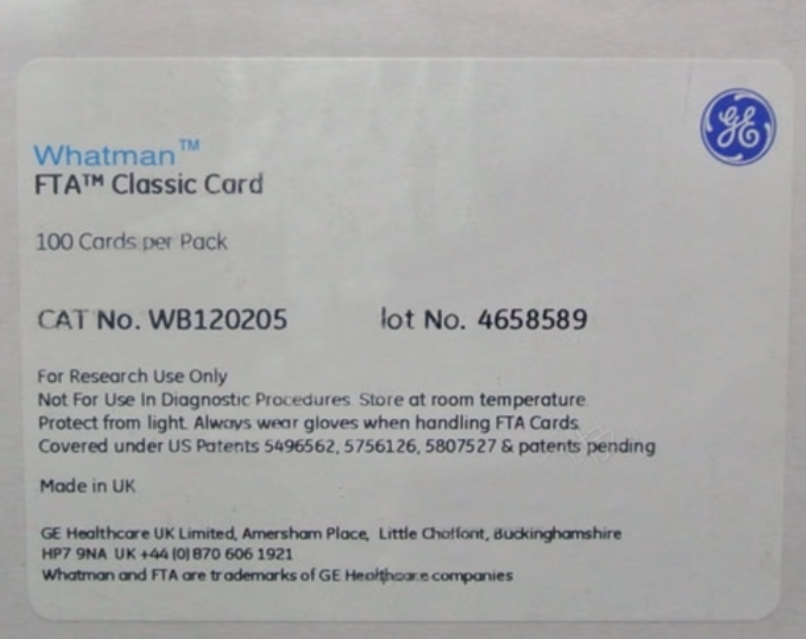 Whatman™
FTA™ Classic Card
GE
100 Cards per Pack
CAT No. WB120205 lot No. 4658589
For Research Use Only
Not For Use In Diagnostic Procedures. Store at room temperature.
Protect from light. Always wear gloves when handling FTA Cards.
Covered under US Patents 5496562, 5756126, 5807527 & patents pending
Made in UK
GE Healthcare UK Limited, Amersham Place, Little Chalfont, Buckinghamshire
HP7 9NA UK +44 (0) 870 606 1921
Whatman and FTA are trademarks of GE Healthcare companies